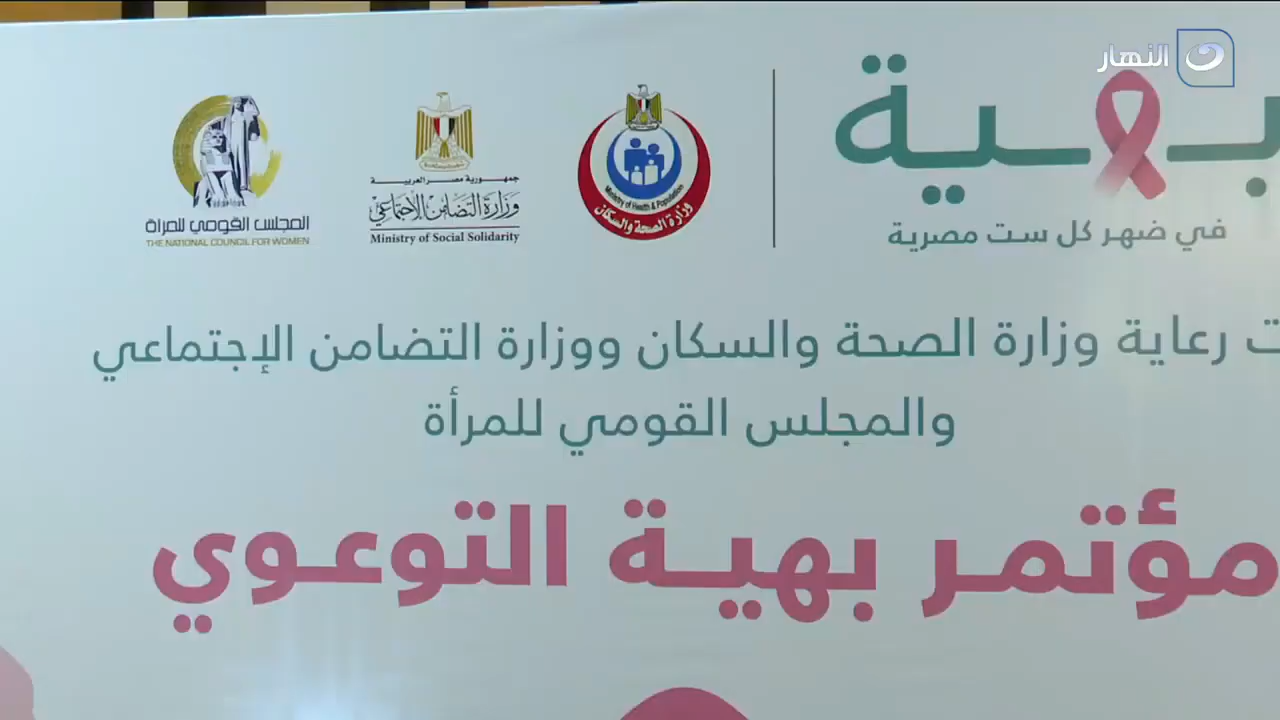 النهار
بهية
في ضهر كل ست مصرية
Ministry of Health & Population
وزارة الصحة والسكان
جمهورية مصر العربية
وزارة التضامن الاجتماعي
Ministry of Social Solidarity
المجلس القومي للمرأة
THE NATIONAL COUNCIL FOR WOMEN
ت رعاية وزارة الصحة والسكان ووزارة التضامن الإجتماعي
والمجلس القومي للمرأة
مؤتمر بهية التوعوي